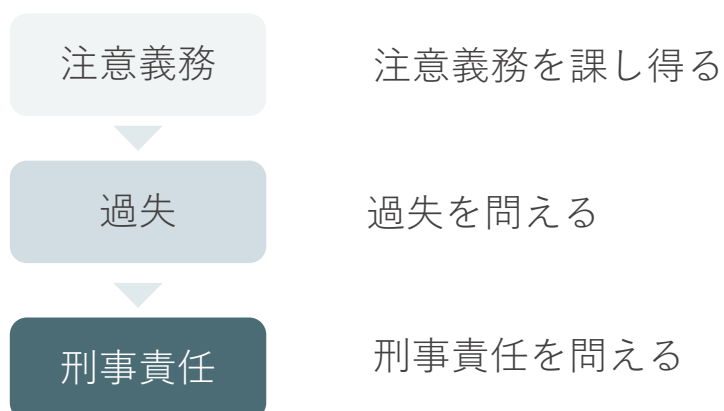 注意義務
注意義務を課し得る
過失
過失を問える
刑事責任
刑事責任を問える